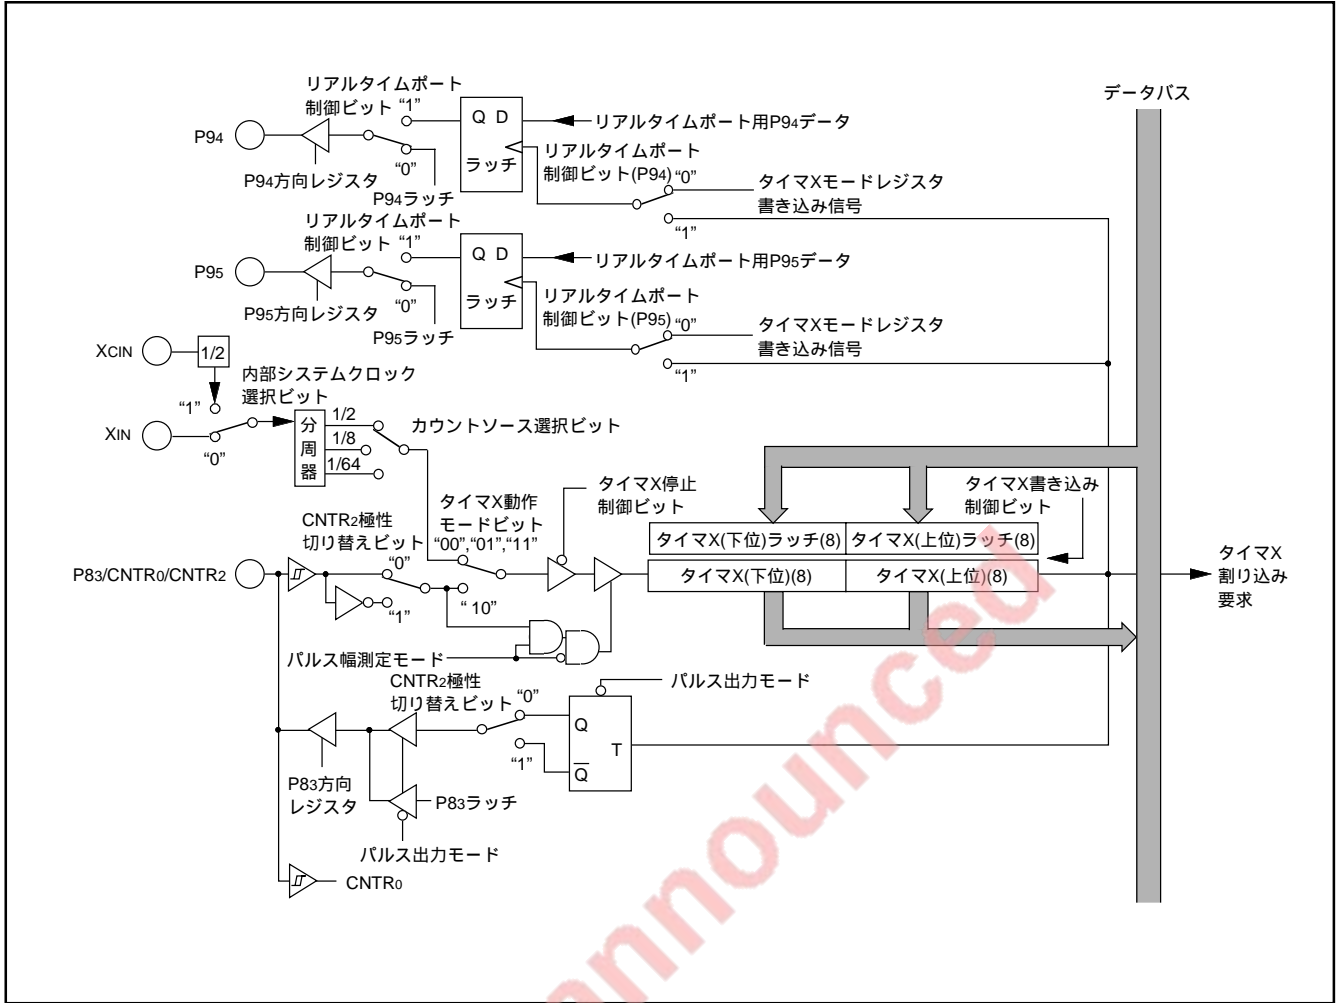 リアルタイムポート
制御ビット “1”
P94
“0”
P94方向レジスタ
P94ラッチ
Q D
ラッチ
リアルタイムポート用P94データ
リアルタイムポート
制御ビット(P94) “0”
“1”
タイマXモードレジスタ
書き込み信号
データバス
リアルタイムポート
制御ビット “1”
P95
“0”
P95方向レジスタ
P95ラッチ
Q D
ラッチ
リアルタイムポート用P95データ
リアルタイムポート
制御ビット(P95) “0”
“1”
タイマXモードレジスタ
書き込み信号
XCIN
1/2
内部システムクロック
選択ビット
“1”
XIN
“0”
分周器
1/2
1/8
1/64
カウントソース選択ビット
CNTR2極性
切り替えビット
“0”
“1”
P83/CNTR0/CNTR2
タイマX動作
モードビット
“00”,“01”,“11”
“ 10”
タイマX停止
制御ビット
タイマX書き込み
制御ビット
タイマX(下位)ラッチ(8)
タイマX(上位)ラッチ(8)
タイマX(下位)(8)
タイマX(上位)(8)
タイマX
割り込み
要求
パルス幅測定モード
CNTR2極性
切り替えビット “0”
“1”
パルス出力モード
Q
T
Q̅
P83方向
レジスタ
P83ラッチ
パルス出力モード
CNTR0
announced